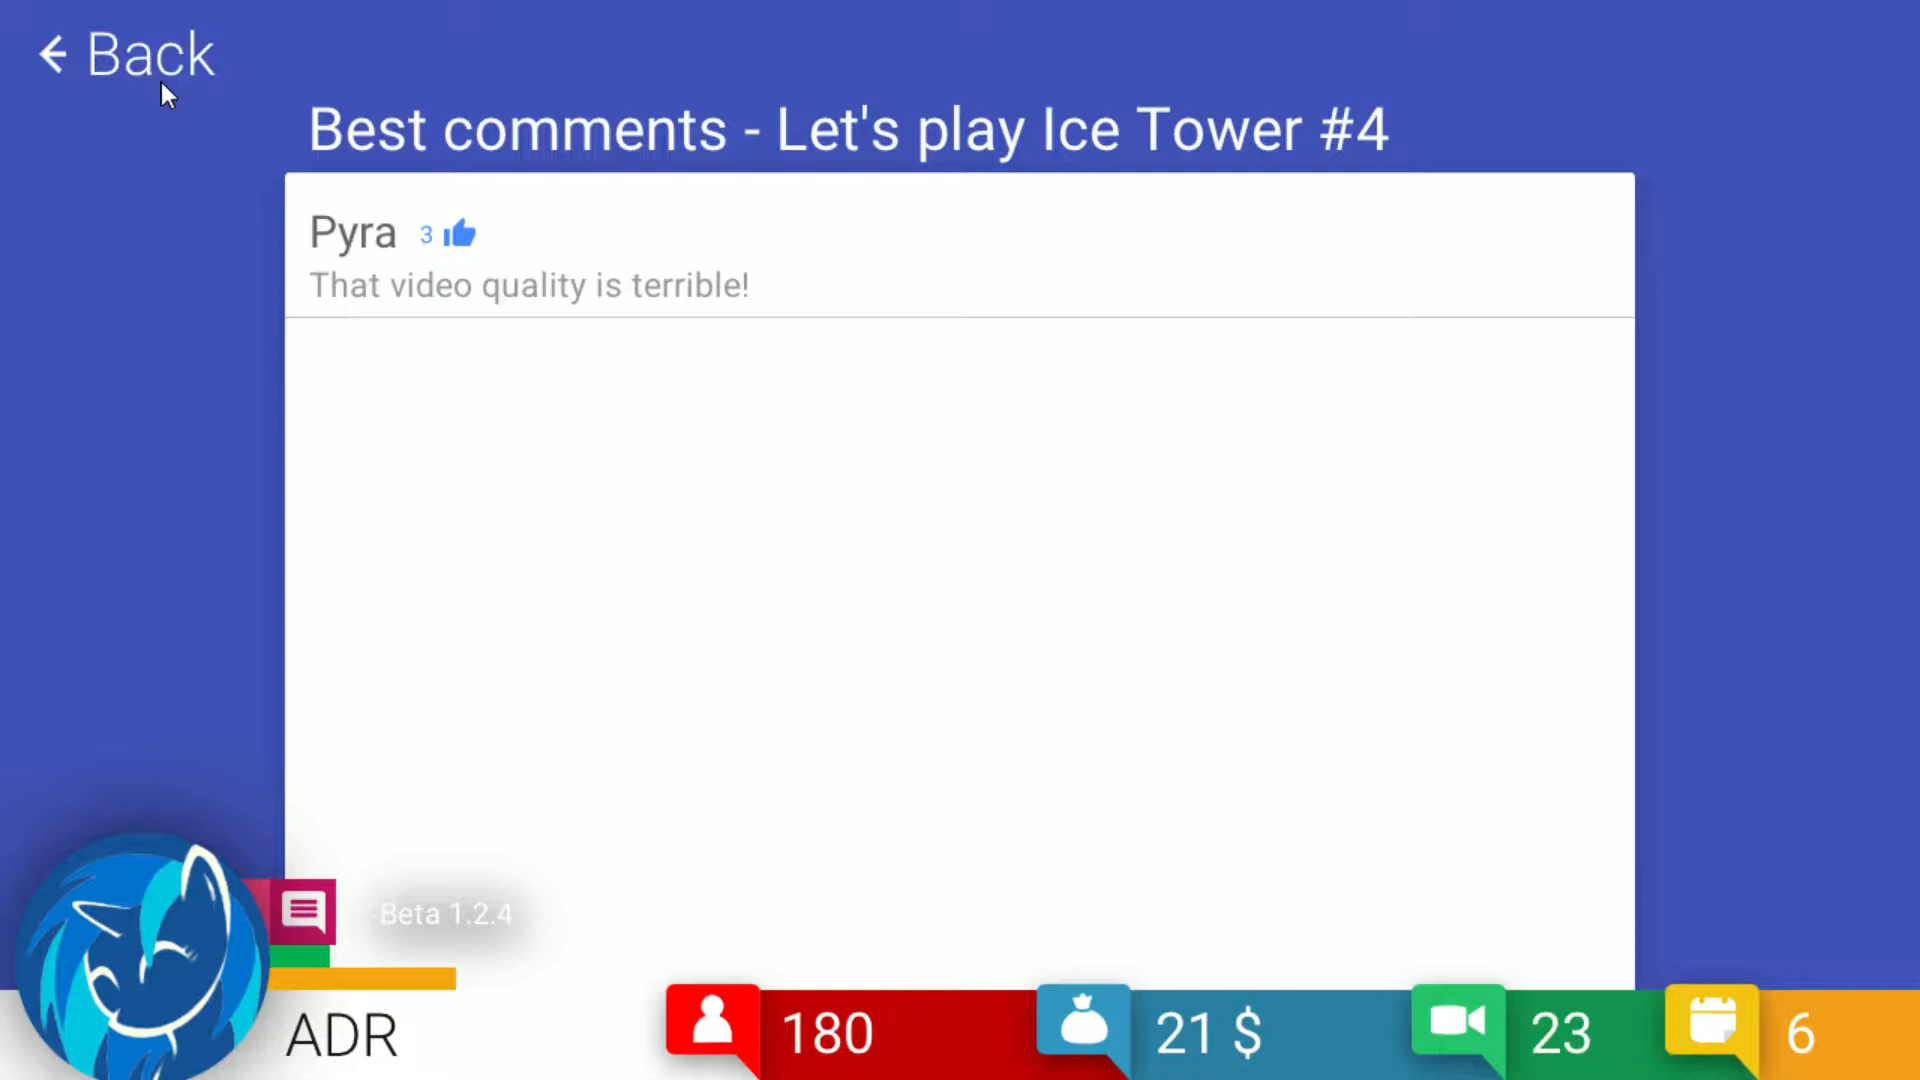 Back
Best comments - Let's play Ice Tower #4
Pyra 3
That video quality is terrible!
Beta 1.2.4
ADR
180
21 $
23
6